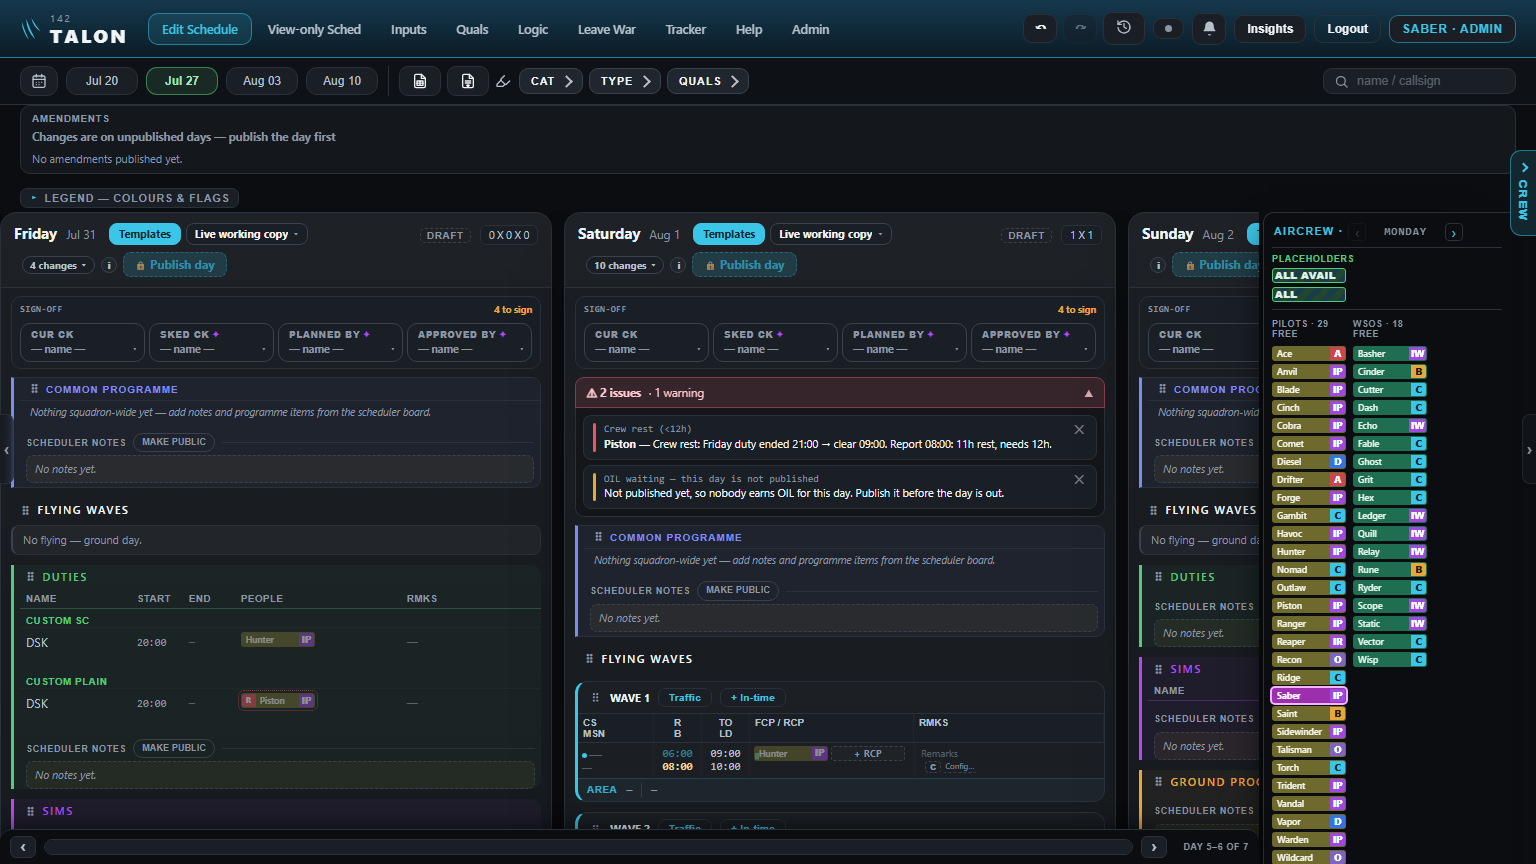 142
TALON
Edit Schedule
View-only Sched
Inputs
Quals
Logic
Leave War
Tracker
Help
Admin
Insights
Logout
SABER · ADMIN
Jul 20
Jul 27
Aug 03
Aug 10
CAT
TYPE
QUALS
name / callsign
AMENDMENTS
Changes are on unpublished days — publish the day first
No amendments published yet.
LEGEND — COLOURS & FLAGS
CREW
Friday Jul 31 Templates Live working copy DRAFT 0X0X0
4 changes i Publish day
SIGN-OFF 4 to sign
CUR CK SKED CK PLANNED BY APPROVED BY
— name — — name — — name — — name —
COMMON PROGRAMME
Nothing squadron-wide yet — add notes and programme items from the scheduler board.
SCHEDULER NOTES MAKE PUBLIC
No notes yet.
FLYING WAVES
No flying — ground day.
DUTIES
NAME START END PEOPLE RMKS
CUSTOM SC
DSK 20:00 — Hunter IP —
CUSTOM PLAIN
DSK 20:00 — R Piston IP —
SCHEDULER NOTES MAKE PUBLIC
No notes yet.
SIMS
Saturday Aug 1 Templates Live working copy DRAFT 1X1
10 changes i Publish day
SIGN-OFF 4 to sign
CUR CK SKED CK PLANNED BY APPROVED BY
— name — — name — — name — — name —
2 issues · 1 warning
Crew rest (<12h)
Piston — Crew rest: Friday duty ended 21:00 → clear 09:00. Report 08:00: 11h rest, needs 12h.
OIL waiting — this day is not published
Not published yet, so nobody earns OIL for this day. Publish it before the day is out.
COMMON PROGRAMME
Nothing squadron-wide yet — add notes and programme items from the scheduler board.
SCHEDULER NOTES MAKE PUBLIC
No notes yet.
FLYING WAVES
WAVE 1 Traffic + In-time
CS R TO FCP / RCP RMKS
MSN B LD
— 06:00 09:00 Hunter IP + RCP Remarks
— 08:00 10:00 C Config...
AREA — —
WAVE 2 Traffic + In-time
Sunday Aug 2
i Publish da
SIGN-OFF
CUR CK
— name —
COMMON PROG
Nothing squadron-wi
SCHEDULER NOTES
No notes yet.
FLYING WAVES
No flying — ground da
DUTIES
SCHEDULER NOTES
No notes yet.
SIMS
NAME
SCHEDULER NOTES
No notes yet.
GROUND PROG
SCHEDULER NOTES
AIRCREW · MONDAY
PLACEHOLDERS
ALL AVAIL
ALL
PILOTS · 29 FREE
WSOS · 18 FREE
Ace A
Anvil IP
Blade IP
Cinch IP
Cobra IP
Comet IP
Diesel D
Drifter A
Forge IP
Gambit C
Havoc IP
Hunter IP
Nomad C
Outlaw C
Piston IP
Ranger IP
Reaper IR
Recon O
Ridge C
Saber IP
Saint B
Sidewinder IP
Talisman O
Torch C
Trident IP
Vandal IP
Vapor D
Warden IP
Wildcard O
Basher IW
Cinder B
Cutter C
Dash C
Echo IW
Fable C
Ghost C
Grit C
Hex C
Ledger IW
Quill IW
Relay IW
Rune B
Ryder C
Scope IW
Static IW
Vector C
Wisp C
DAY 5–6 OF 7